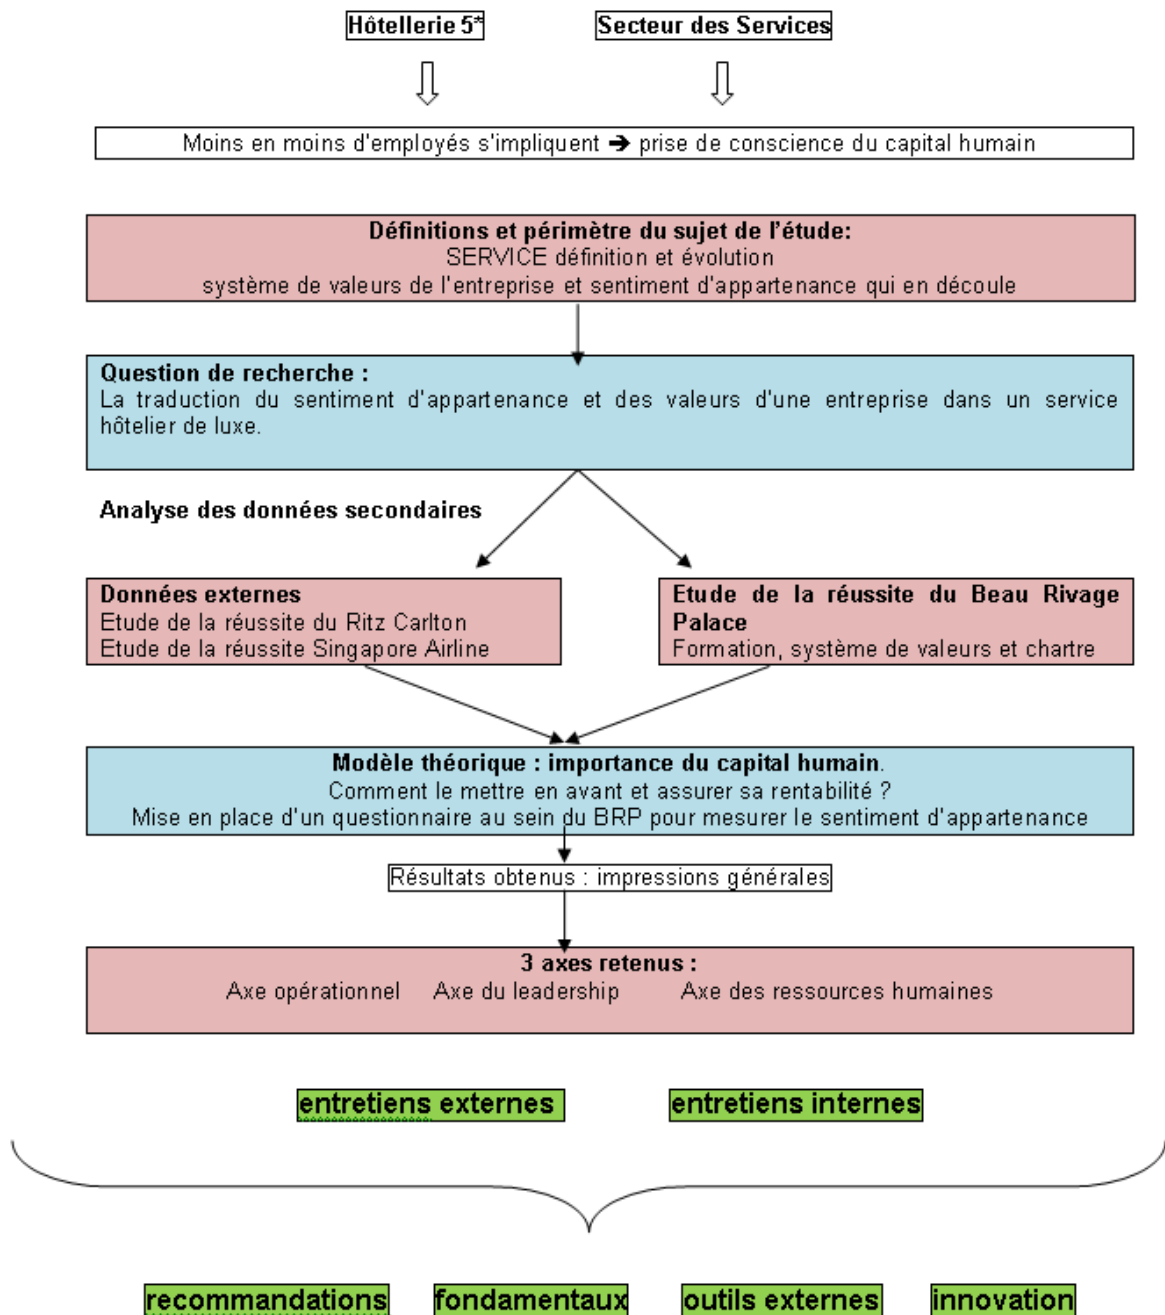 Hôtellerie 5*
Secteur des Services
Moins en moins d'employés s'impliquent ➔ prise de conscience du capital humain
Définitions et périmètre du sujet de l'étude:
SERVICE définition et évolution
système de valeurs de l'entreprise et sentiment d'appartenance qui en découle
Question de recherche :
La traduction du sentiment d'appartenance et des valeurs d'une entreprise dans un service
hôtelier de luxe.
Analyse des données secondaires
Données externes
Etude de la réussite du Ritz Carlton
Etude de la réussite Singapore Airline
Etude de la réussite du Beau Rivage
Palace
Formation, système de valeurs et chartre
Modèle théorique : importance du capital humain.
Comment le mettre en avant et assurer sa rentabilité ?
Mise en place d'un questionnaire au sein du BRP pour mesurer le sentiment d'appartenance
Résultats obtenus : impressions générales
3 axes retenus :
Axe opérationnel Axe du leadership Axe des ressources humaines
entretiens externes
entretiens internes
recommandations
fondamentaux
outils externes
innovation